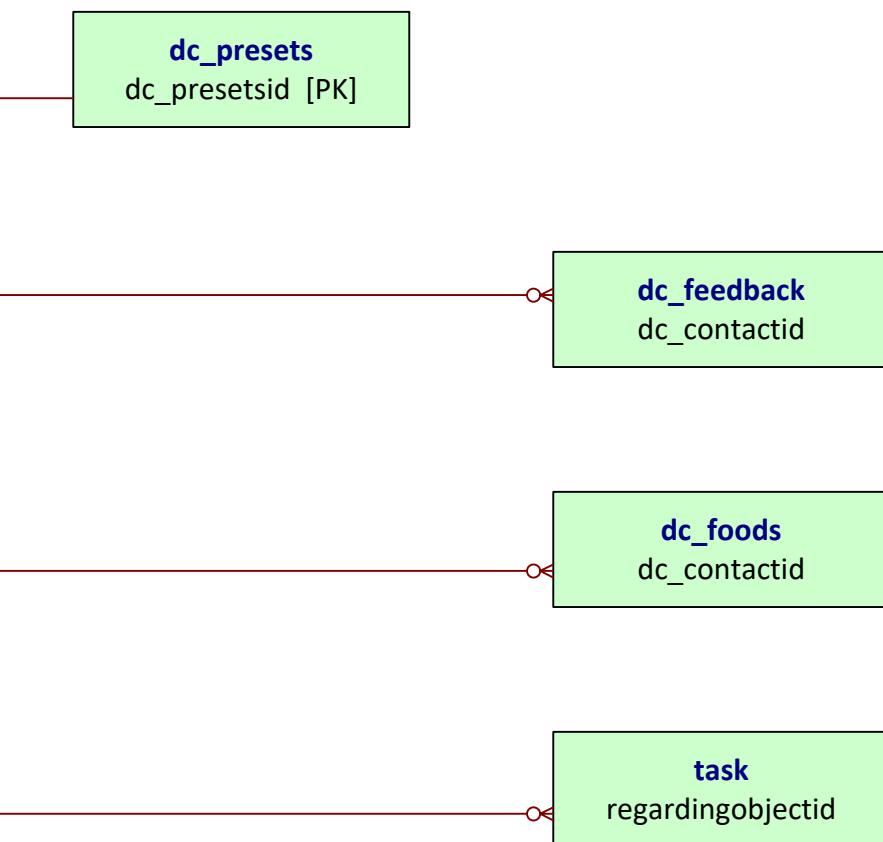 dc_presets
dc_presetsid [PK]
dc_feedback
dc_contactid
dc_foods
dc_contactid
task
regardingobjectid